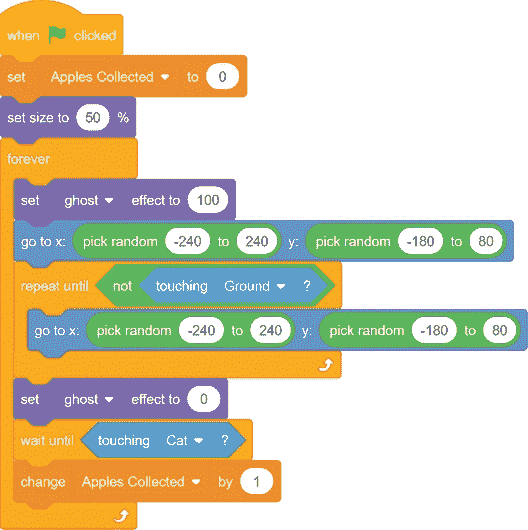 when clicked
set Apples Collected to 0
set size to 50 %
forever
set ghost effect to 100
go to x: pick random -240 to 240 y: pick random -180 to 80
repeat until not touching Ground ?
go to x: pick random -240 to 240 y: pick random -180 to 80
set ghost effect to 0
wait until touching Cat ?
change Apples Collected by 1